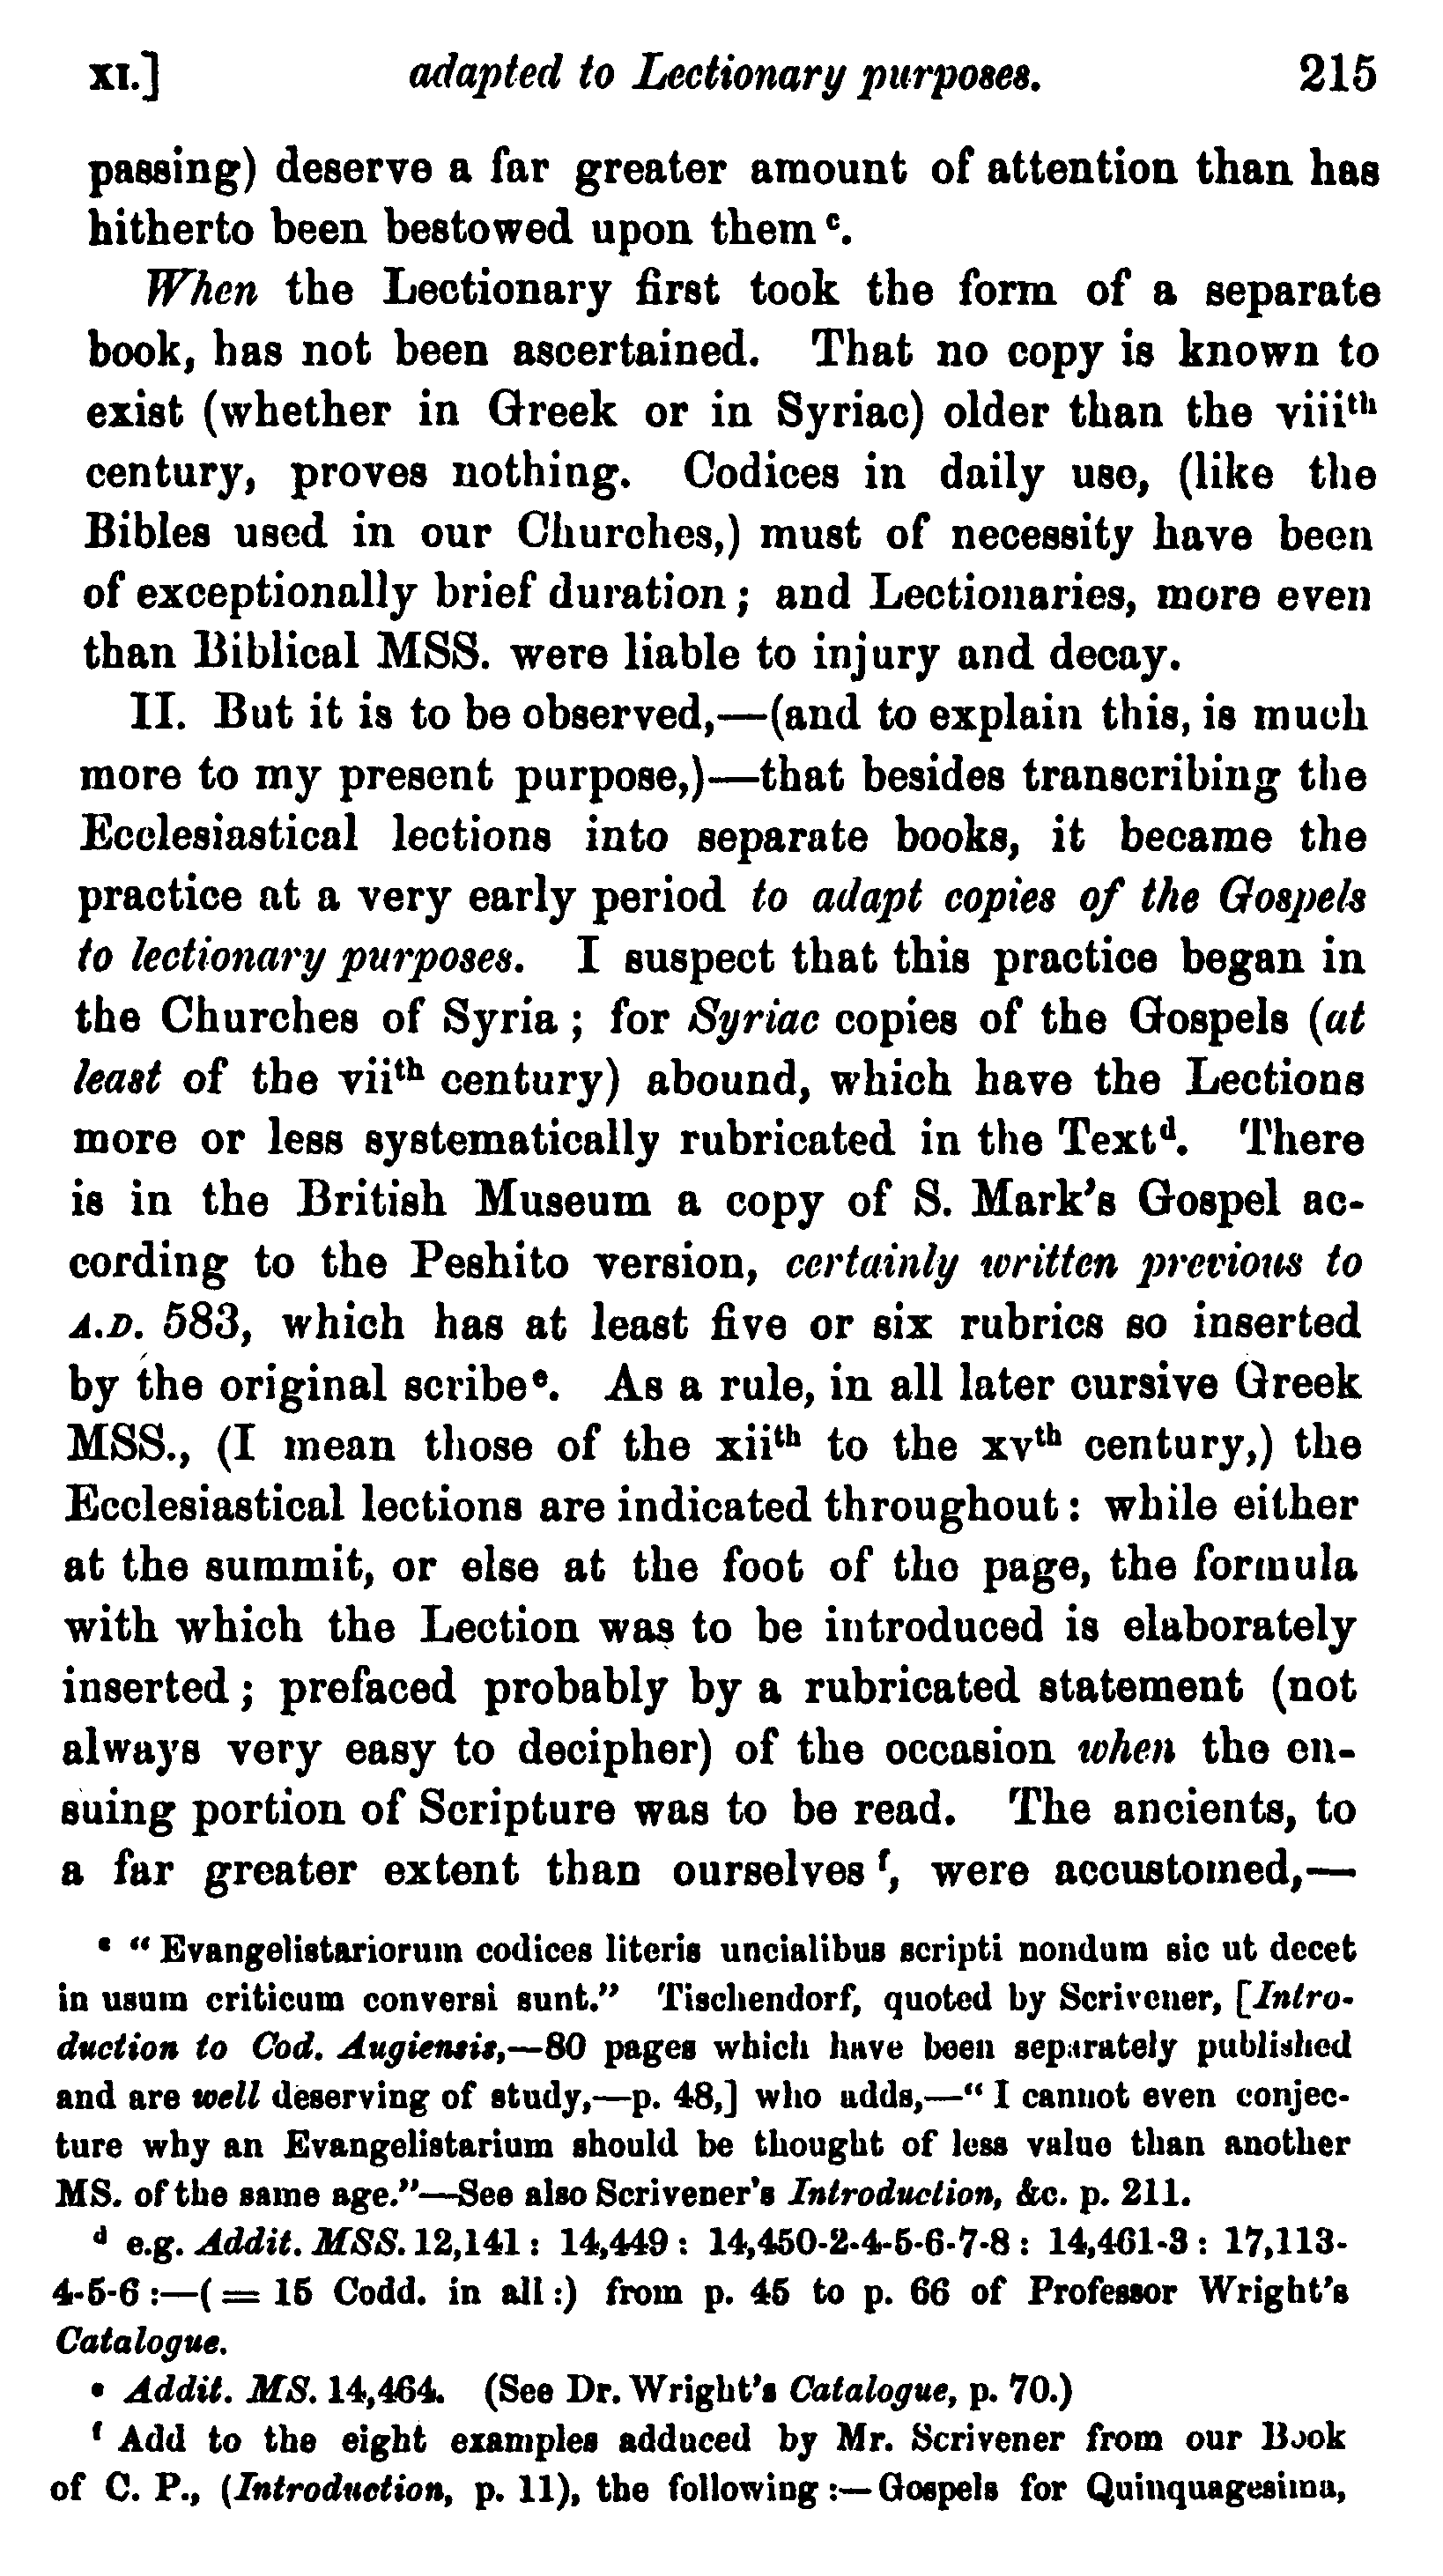 XI.] adapted to Lectionary purposes. 215
passing) deserve a far greater amount of attention than has
hitherto been bestowed upon them c.
When the Lectionary first took the form of a separate
book, has not been ascertained. That no copy is known to
exist (whether in Greek or in Syriac) older than the viiith
century, proves nothing. Codices in daily use, (like the
Bibles used in our Churches,) must of necessity have been
of exceptionally brief duration; and Lectionaries, more even
than Biblical MSS. were liable to injury and decay.
II. But it is to be observed,—(and to explain this, is much
more to my present purpose,)—that besides transcribing the
Ecclesiastical lections into separate books, it became the
practice at a very early period to adapt copies of the Gospels
to lectionary purposes. I suspect that this practice began in
the Churches of Syria; for Syriac copies of the Gospels (at
least of the viith century) abound, which have the Lections
more or less systematically rubricated in the Text d. There
is in the British Museum a copy of S. Mark's Gospel ac-
cording to the Peshito version, certainly written previous to
A.D. 583, which has at least five or six rubrics so inserted
by the original scribe e. As a rule, in all later cursive Greek
MSS., (I mean those of the xiith to the xvth century,) the
Ecclesiastical lections are indicated throughout: while either
at the summit, or else at the foot of the page, the formula
with which the Lection was to be introduced is elaborately
inserted; prefaced probably by a rubricated statement (not
always very easy to decipher) of the occasion when the en-
suing portion of Scripture was to be read. The ancients, to
a far greater extent than ourselves f, were accustomed,—
c "Evangelistariorum codices literis uncialibus scripti nondum sic ut decet
in usum criticum conversi sunt." Tischendorf, quoted by Scrivener, [Intro-
duction to Cod. Augiensis,—80 pages which have been separately published
and are well deserving of study,—p. 48,] who adds,—"I cannot even conjec-
ture why an Evangelistarium should be thought of less value than another
MS. of the same age."—See also Scrivener's Introduction, &c. p. 211.
d e.g. Addit. MSS. 12,141: 14,449: 14,450-2-4-5-6-7-8: 14,461-3: 17,113-
4-5-6:—(= 15 Codd. in all:) from p. 45 to p. 66 of Professor Wright's
Catalogue.
e Addit. MS. 14,464. (See Dr. Wright's Catalogue, p. 70.)
f Add to the eight examples adduced by Mr. Scrivener from our Book
of C. P., (Introduction, p. 11), the following:—Gospels for Quinquagesima,